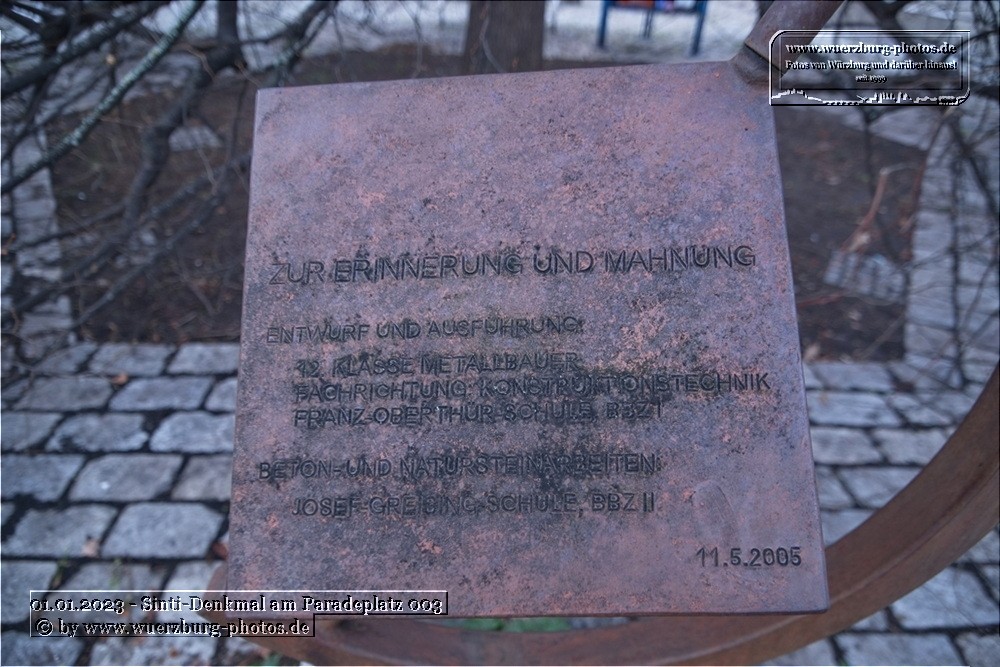 www.wuerzburg-photos.de
Fotos von Würzburg und darüber hinaus!
seit 1999
ZUR ERINNERUNG UND MAHNUNG
ENTWURF UND AUSFÜHRUNG:
12. KLASSE METALLBAUER
FACHRICHTUNG: KONSTRUKTIONSTECHNIK
FRANZ-OBERTHÜR-SCHULE, BBZ I
BETON- UND NATURSTEINARBEITEN:
JOSEF-GREISING-SCHULE, BBZ II
11.5.2005
01.01.2023 - Sinti-Denkmal am Paradeplatz 003
© by www.wuerzburg-photos.de